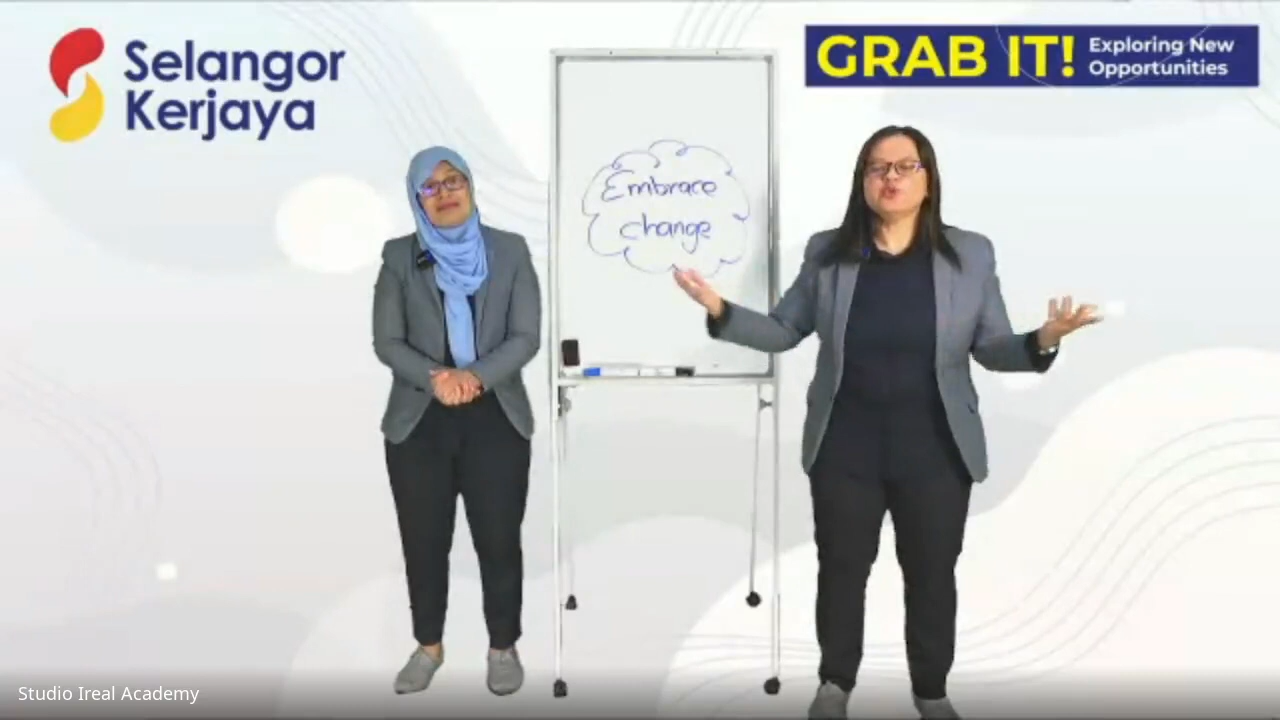 Selangor
Kerjaya
GRAB IT!
Exploring New
Opportunities
Embrace
change
Studio Ireal Academy